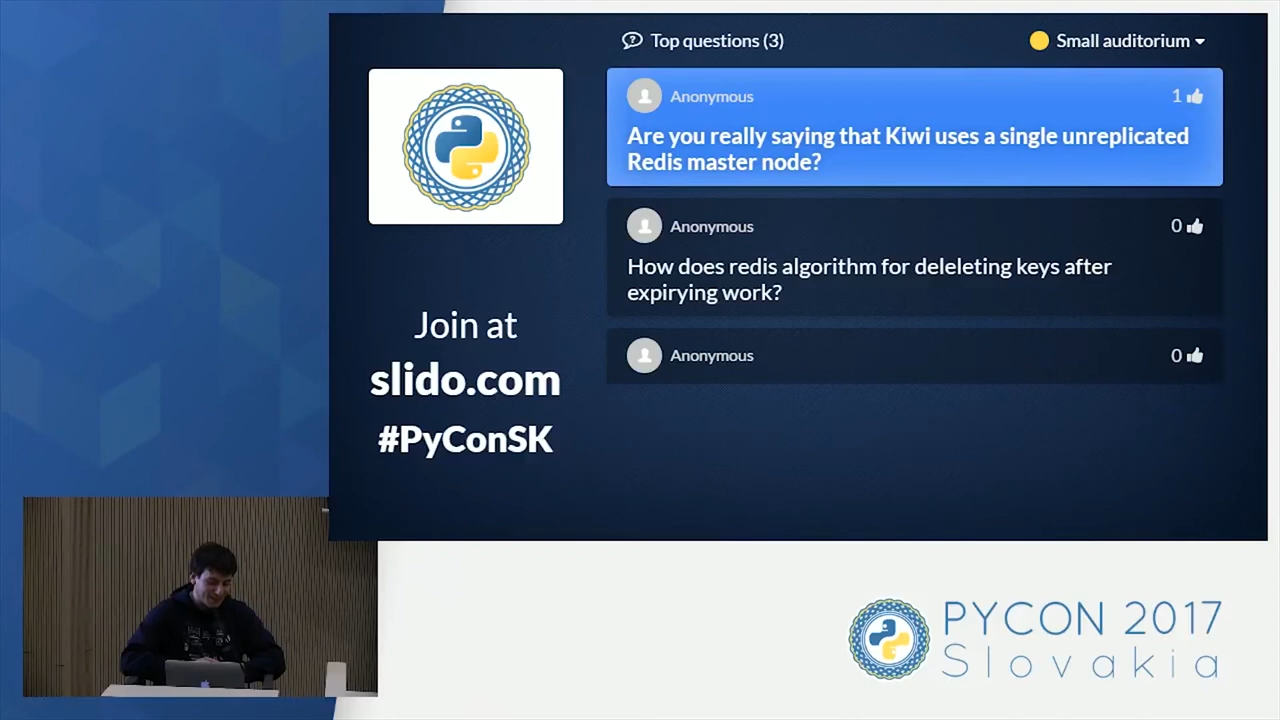 Top questions (3)
Small auditorium
Anonymous
1
Are you really saying that Kiwi uses a single unreplicated
Redis master node?
Anonymous
0
How does redis algorithm for deleleting keys after
expirying work?
Anonymous
0
Join at
slido.com
#PyConSK
PYCON 2017
Slovakia